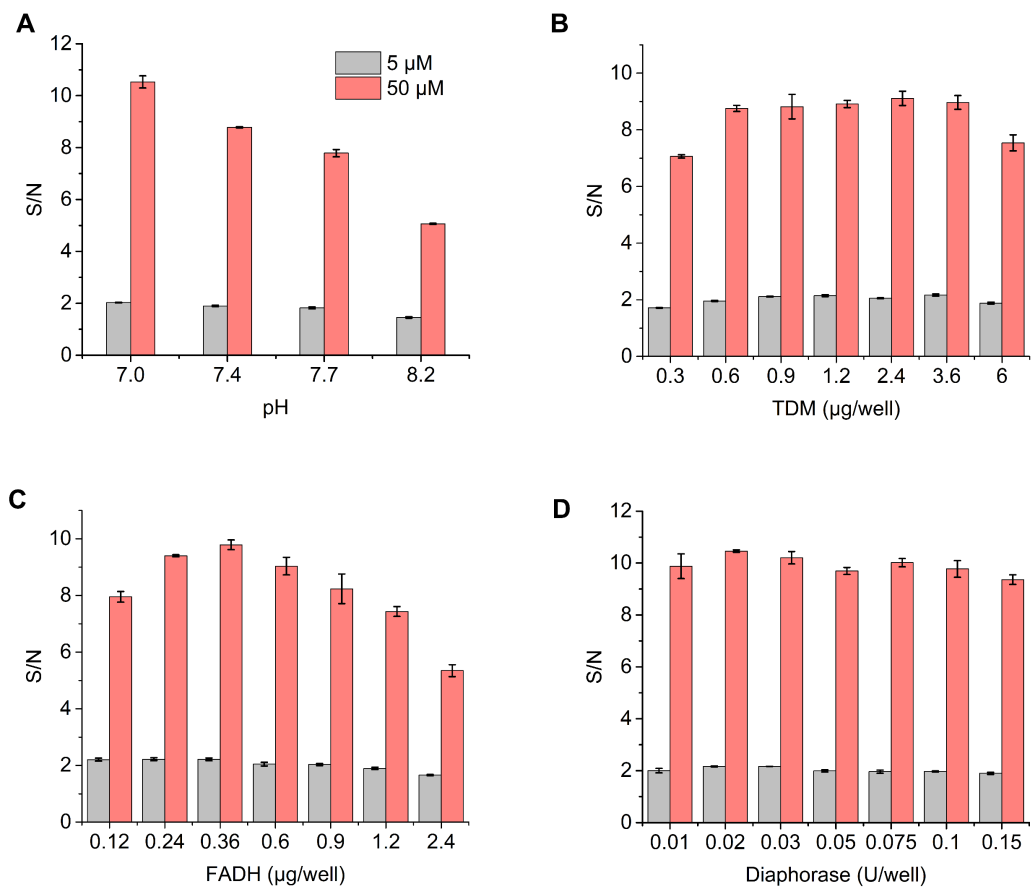 A
S/N
12
10
8
6
4
2
0
5 µM
50 µM
7.0 7.4 7.7 8.2
pH
B
S/N
10
8
6
4
2
0
0.3 0.6 0.9 1.2 2.4 3.6 6
TDM (µg/well)
C
S/N
10
8
6
4
2
0
0.12 0.24 0.36 0.6 0.9 1.2 2.4
FADH (µg/well)
D
S/N
12
10
8
6
4
2
0
0.01 0.02 0.03 0.05 0.075 0.1 0.15
Diaphorase (U/well)